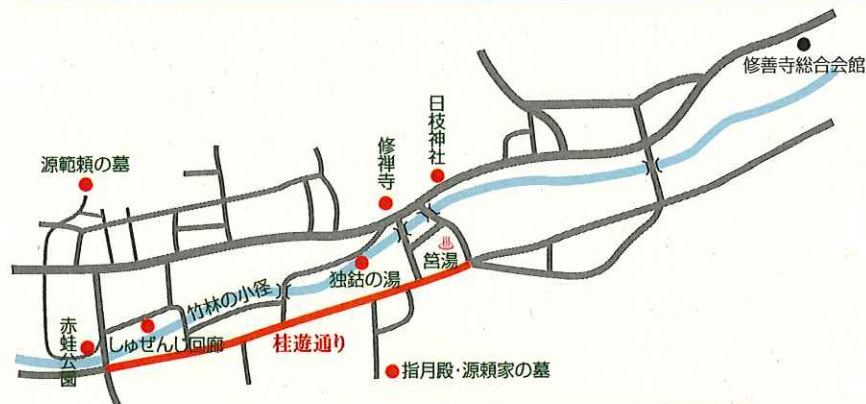 修善寺総合会館
日枝神社
修禅寺
源範頼の墓
筥湯
独鈷の湯
竹林の小径
しゅぜんじ回廊
赤蛙公園
桂遊通り
指月殿・源頼家の墓